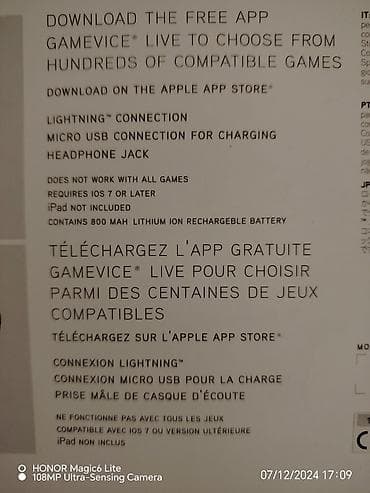 DOWNLOAD THE FREE APP
GAMEVICE® LIVE TO CHOOSE FROM
HUNDREDS OF COMPATIBLE GAMES
DOWNLOAD ON THE APPLE APP STORE®
LIGHTNING™ CONNECTION
MICRO USB CONNECTION FOR CHARGING
HEADPHONE JACK
DOES NOT WORK WITH ALL GAMES
REQUIRES IOS 7 OR LATER
iPad NOT INCLUDED
CONTAINS 800 MAH LITHIUM ION RECHARGEBLE BATTERY
TÉLÉCHARGEZ L'APP GRATUITE
GAMEVICE® LIVE POUR CHOISIR
PARMI DES CENTAINES DE JEUX
COMPATIBLES
TÉLÉCHARGEZ SUR L'APPLE APP STORE®
CONNEXION LIGHTNING™
CONNEXION MICRO USB POUR LA CHARGE
PRISE MÂLE DE CASQUE D'ÉCOUTE
NE FONCTIONNE PAS AVEC TOUS LES JEUX
COMPATIBLE AVEC IOS 7 OU VERSION ULTÉRIEURE
iPad NON INCLUS
HONOR Magic6 Lite
108MP Ultra-Sensing Camera
07/12/2024 17:09